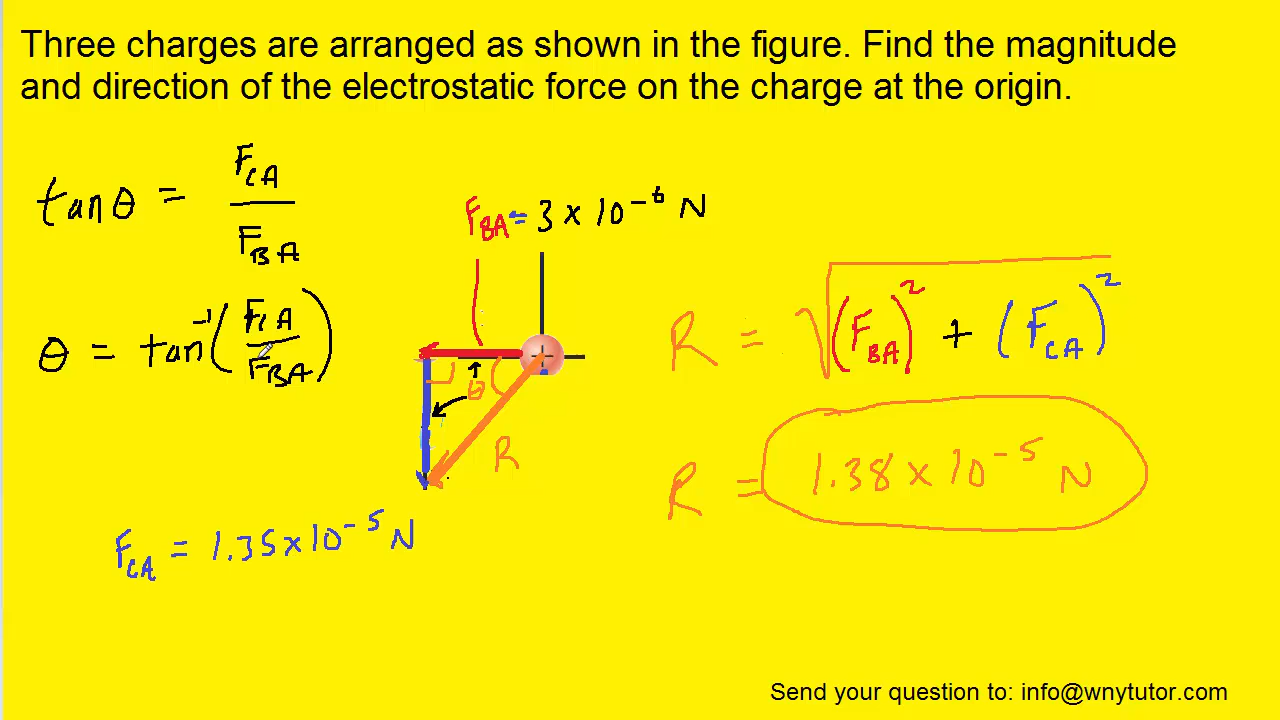 Three charges are arranged as shown in the figure. Find the magnitude
and direction of the electrostatic force on the charge at the origin.
tanθ = F_CA / F_BA
θ = tan⁻¹(F_CA / F_BA)
F_BA = 3 × 10⁻⁶ N
θ
R
F_CA = 1.35 × 10⁻⁵ N
R = √((F_BA)² + (F_CA)²)
R = 1.38 × 10⁻⁵ N
Send your question to: info@wnytutor.com